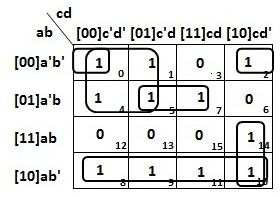 cd
ab
[00]c'd' [01]c'd [11]cd [10]cd'
[00]a'b' 1 0 1 1 0 3 1 2
[01]a'b 1 4 1 5 1 7 0 6
[11]ab 0 12 0 13 0 15 1 14
[10]ab' 1 8 1 9 1 11 1 10